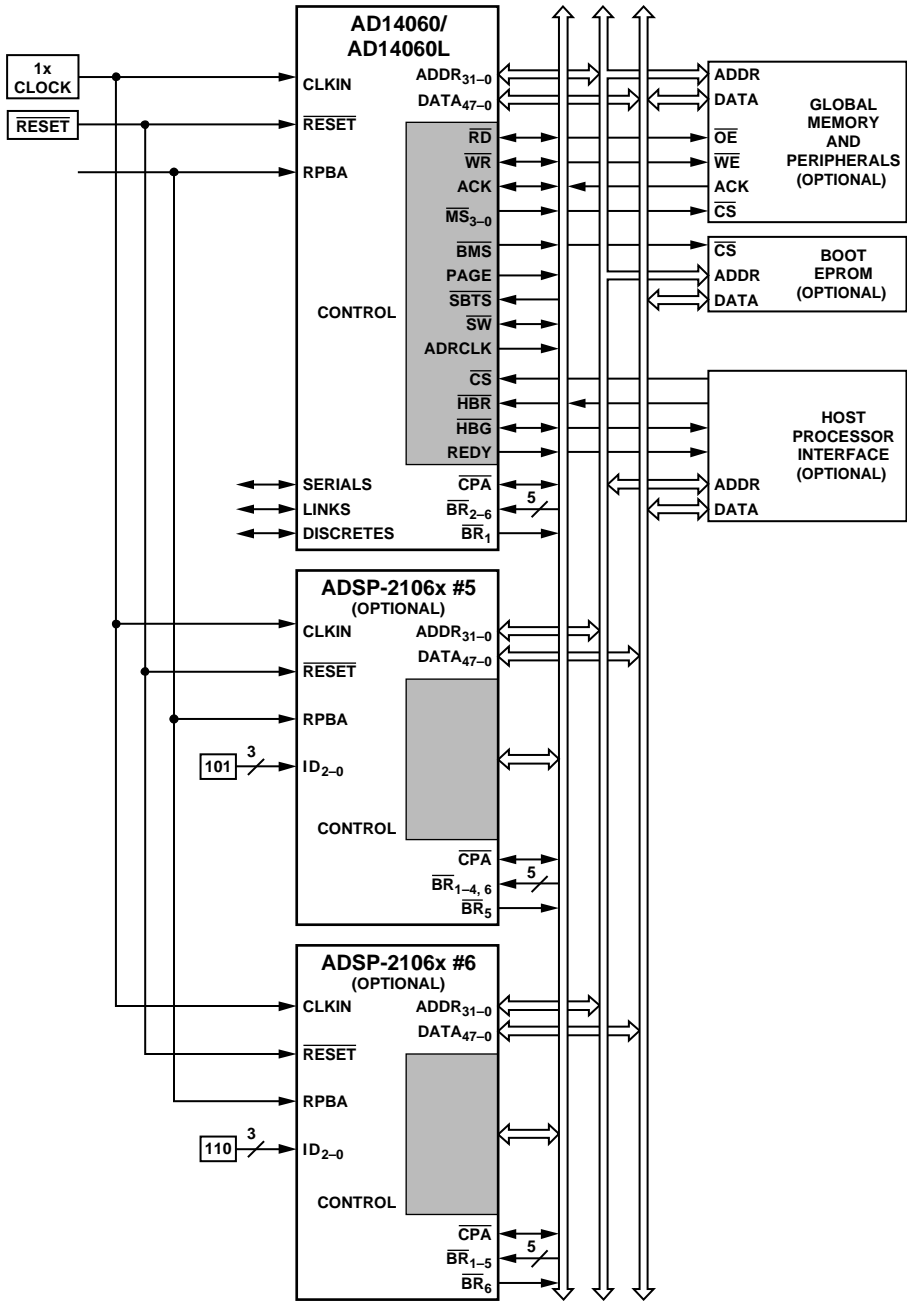 AD14060/
AD14060L
1x
CLOCK
RESET
CLKIN
RESET
RPBA
CONTROL
SERIALS
LINKS
DISCRETES
ADDR31–0
DATA47–0
RD
WR
ACK
MS3–0
BMS
PAGE
SBTS
SW
ADRCLK
CS
HBR
HBG
REDY
CPA
BR2–6
5
BR1
ADDR
DATA
OE
WE
ACK
CS
GLOBAL
MEMORY
AND
PERIPHERALS
(OPTIONAL)
CS
ADDR
DATA
BOOT
EPROM
(OPTIONAL)
HOST
PROCESSOR
INTERFACE
(OPTIONAL)
ADDR
DATA
ADSP-2106x #5
(OPTIONAL)
CLKIN
RESET
RPBA
101
3
ID2–0
CONTROL
ADDR31–0
DATA47–0
CPA
BR1–4, 6
5
BR5
ADSP-2106x #6
(OPTIONAL)
CLKIN
RESET
RPBA
110
3
ID2–0
CONTROL
ADDR31–0
DATA47–0
CPA
BR1–5
5
BR6